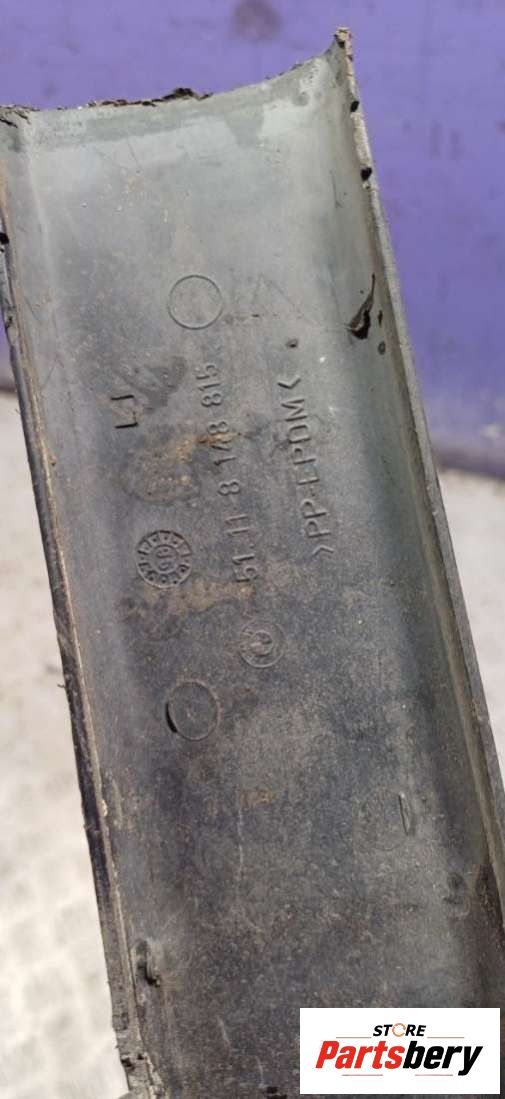 LJ
51.11 8 148 815
>PP+EPDM<
STORE
Partsbery